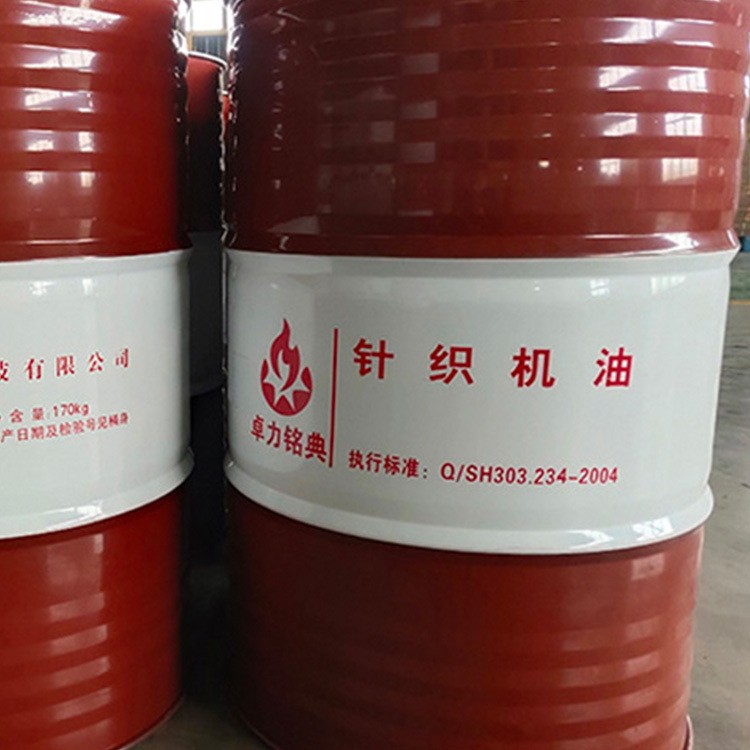 技有限公司
含量:170kg
产日期及检验号见桶身
卓力铭典
针织机油
执行标准: Q/SH303.234-2004